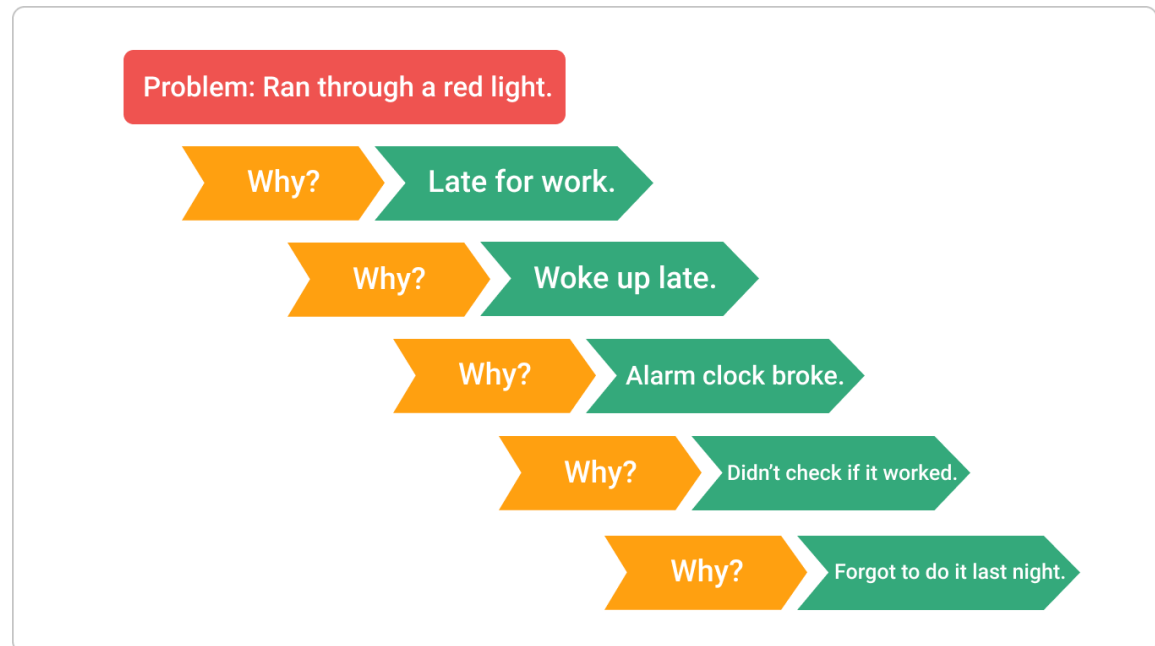 Problem: Ran through a red light.
Why? Late for work.
Why? Woke up late.
Why? Alarm clock broke.
Why? Didn’t check if it worked.
Why? Forgot to do it last night.